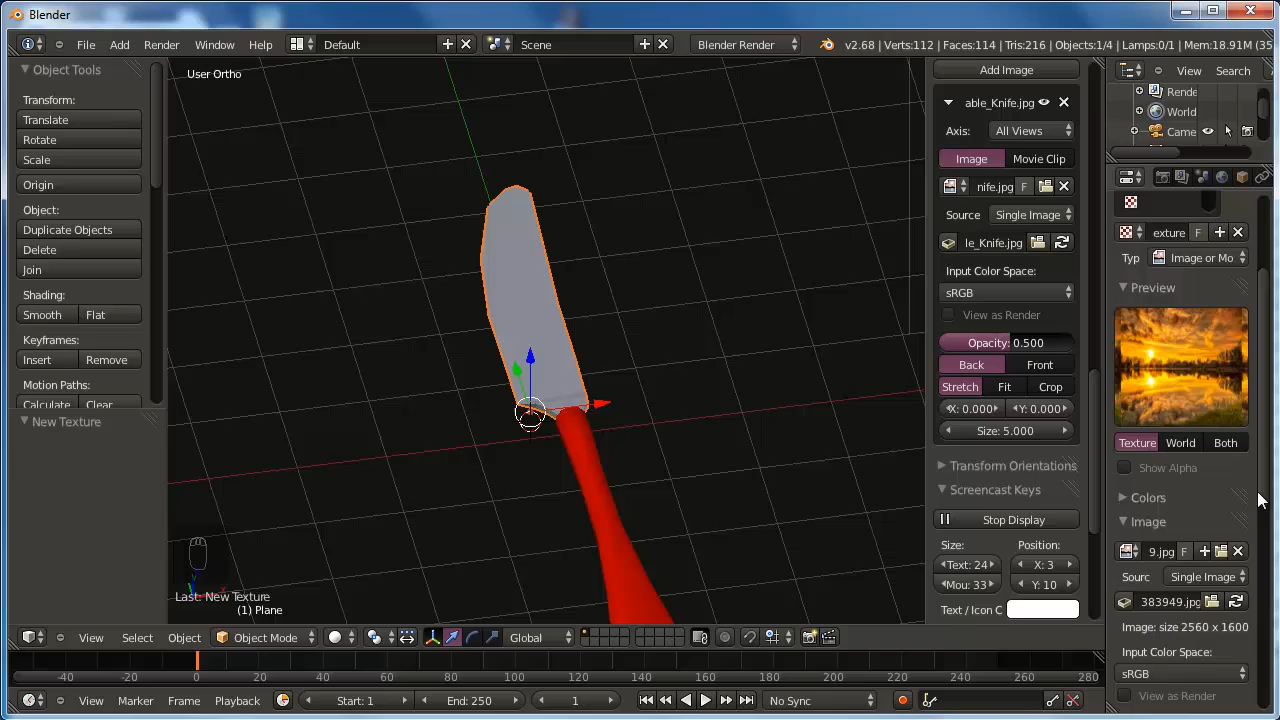 Blender
File Add Render Window Help Default Scene Blender Render v2.68 | Verts:112 | Faces:114 | Tris:216 | Objects:1/4 | Lamps:0/1 | Mem:18.91M (35
Object Tools
Transform:
Translate
Rotate
Scale
Origin
Object:
Duplicate Objects
Delete
Join
Shading:
Smooth Flat
Keyframes:
Insert Remove
Motion Paths:
Calculate Clear
New Texture
User Ortho
Last: New Texture
(1) Plane
Add Image
able_Knife.jpg
Axis: All Views
Image Movie Clip
nife.jpg F
Source Single Image
le_Knife.jpg
Input Color Space:
sRGB
View as Render
Opacity: 0.500
Back Front
Stretch Fit Crop
X: 0.000 Y: 0.000
Size: 5.000
Transform Orientations
Screencast Keys
Stop Display
Size: Position:
Text: 24 X: 3
Mou: 33 Y: 10
Text / Icon C
View Search
Rende
World
Came
exture F
Typ Image or Mo
Preview
Texture World Both
Show Alpha
Colors
Image
9.jpg F
Sourc Single Image
383949.jpg
Image: size 2560 x 1600
Input Color Space:
sRGB
View as Render
View Select Object Object Mode Global
-40 -20 0 20 40 60 80 100 120 140 160 180 200 220 240 260 280
View Marker Frame Playback Start: 1 End: 250 1 No Sync